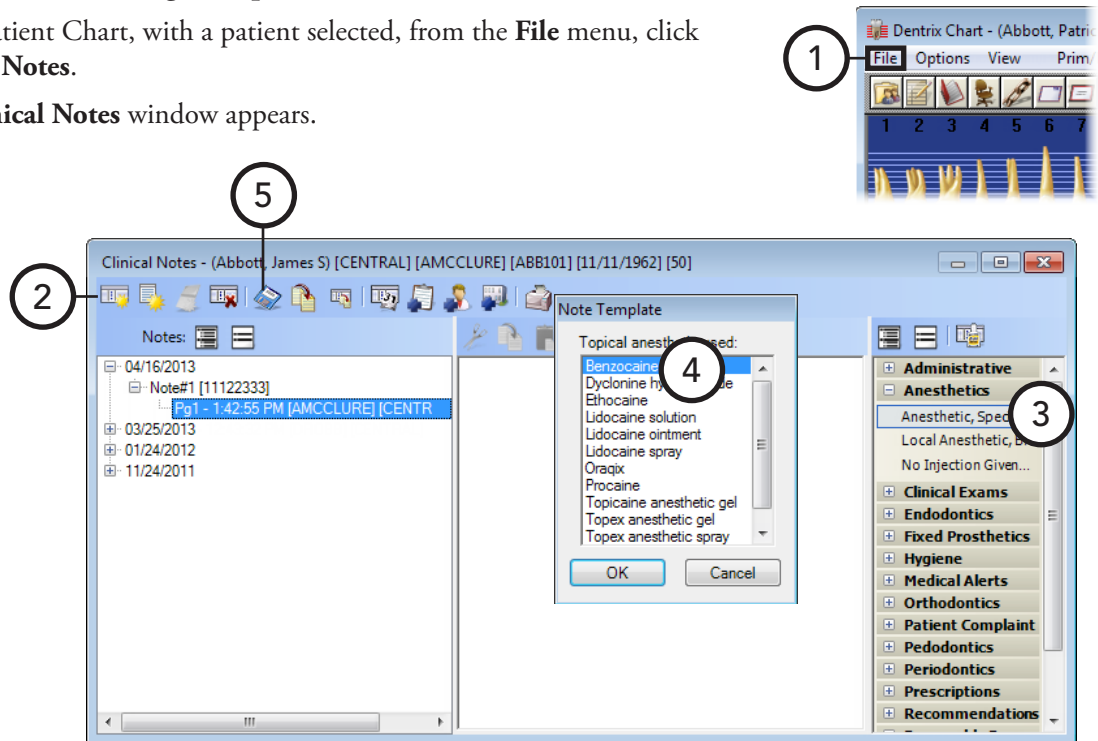 Patient Chart, with a patient selected, from the File menu, click
Notes.
Clinical Notes window appears.
1
Dentrix Chart - (Abbott, Patric
File Options View Prim/
1 2 3 4 5 6 7
5
2
Clinical Notes - (Abbott, James S) [CENTRAL] [AMCCLURE] [ABB101] [11/11/1962] [50]
Notes:
04/16/2013
Note#1 [11122333]
Pg1 - 1:42:55 PM [AMCCLURE] [CENTR
03/25/2013
01/24/2012
11/24/2011
Note Template
Topical
Benzocaine
Dyclonine
Ethocaine
Lidocaine solution
Lidocaine ointment
Lidocaine spray
Oraqix
Procaine
Topicaine anesthetic gel
Topex anesthetic gel
Topex anesthetic spray
OK Cancel
4
Administrative
Anesthetics
Anesthetic, Spec
Local Anesthetic,
No Injection Given...
Clinical Exams
Endodontics
Fixed Prosthetics
Hygiene
Medical Alerts
Orthodontics
Patient Complaint
Pedodontics
Periodontics
Prescriptions
Recommendations
3